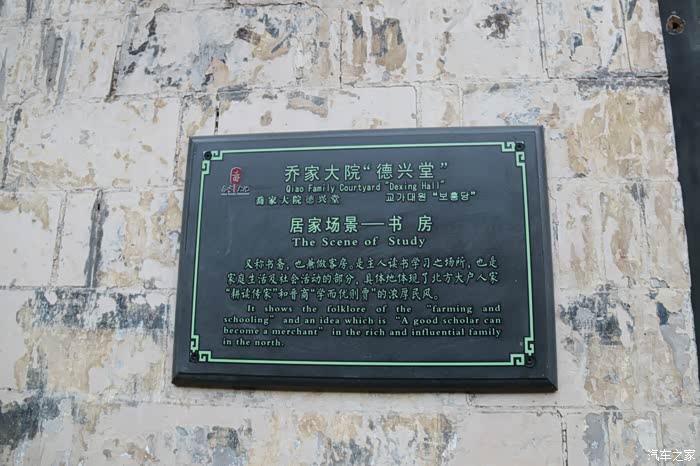 乔家大院“德兴堂”
Qiao Family Courtyard "Dexing Hall"
喬家大院德兴堂 교가대원 "보흥당"
居家场景一书 房
The Scene of Study
又称书斋，也兼做客房，是主人读书学习之场所，也是
家庭生活及社会活动的部分，具体地体现了北方大户人家
“耕读传家”和晋商“学而优则贾”的浓厚民风。
It shows the folklore of the "farming and
schooling" and an idea which is "A good scholar can
become a merchant" in the rich and influential family
in the north.
汽车之家